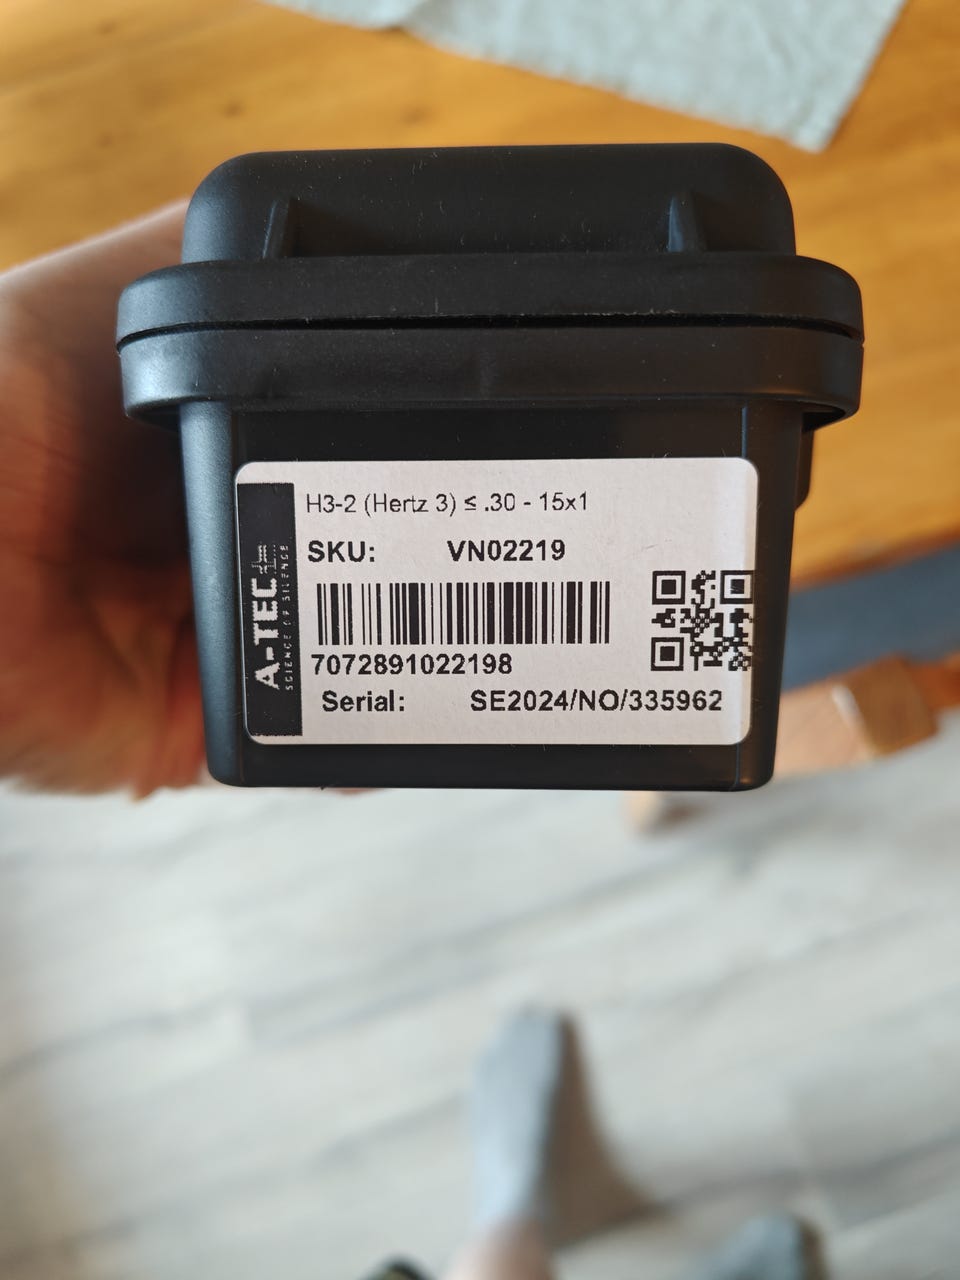 H3-2 (Hertz 3) ≤ .30 - 15x1
SKU: VN02219
7072891022198
Serial: SE2024/NO/335962
A-TEC
SCIENCE OF SILENCE